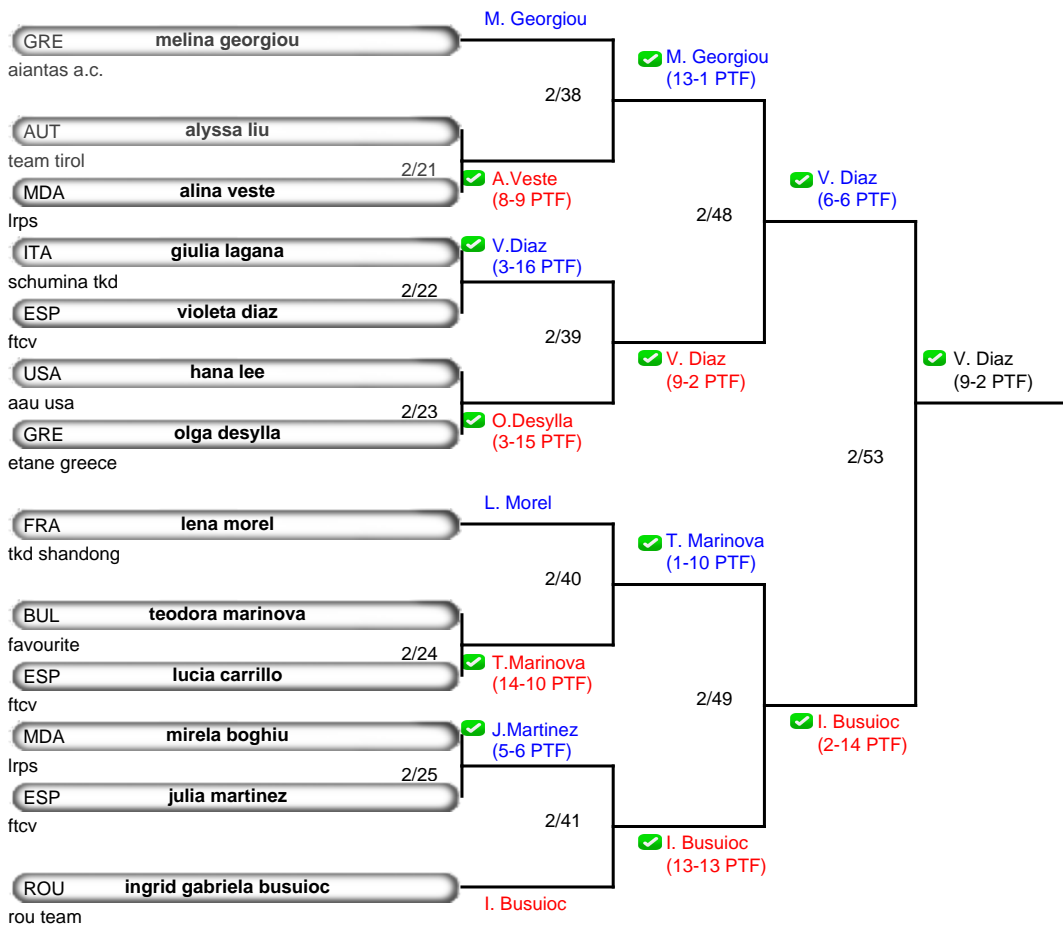 M. Georgiou
GRE melina georgiou
aiantas a.c.
M. Georgiou
(13-1 PTF)
2/38
AUT alyssa liu
team tirol
2/21
A.Veste
(8-9 PTF)
MDA alina veste
lrps
V. Diaz
(6-6 PTF)
2/48
ITA giulia lagana
schumina tkd
V.Diaz
(3-16 PTF)
2/22
ESP violeta diaz
ftcv
2/39
USA hana lee
aau usa
V. Diaz
(9-2 PTF)
V. Diaz
(9-2 PTF)
2/23
O.Desylla
(3-15 PTF)
GRE olga desylla
etane greece
2/53
L. Morel
FRA lena morel
tkd shandong
T. Marinova
(1-10 PTF)
2/40
BUL teodora marinova
favourite
2/24
T.Marinova
(14-10 PTF)
ESP lucia carrillo
ftcv
2/49
MDA mirela boghiu
lrps
J.Martinez
(5-6 PTF)
I. Busuioc
(2-14 PTF)
2/25
ESP julia martinez
ftcv
2/41
I. Busuioc
(13-13 PTF)
ROU ingrid gabriela busuioc
rou team
I. Busuioc